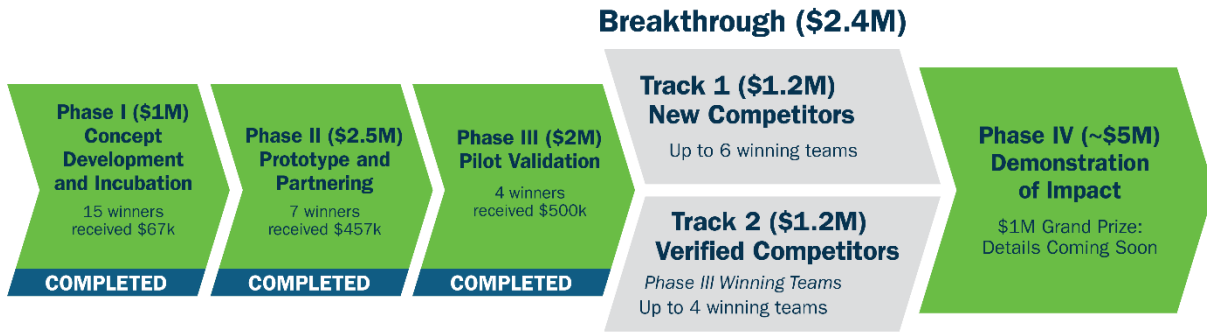 Phase I ($1M)
Concept
Development
and Incubation
15 winners
received $67k
COMPLETED
Phase II ($2.5M)
Prototype and
Partnering
7 winners
received $457k
COMPLETED
Phase III ($2M)
Pilot Validation
4 winners
received $500k
COMPLETED
Breakthrough ($2.4M)
Track 1 ($1.2M)
New Competitors
Up to 6 winning teams
Track 2 ($1.2M)
Verified Competitors
Phase III Winning Teams
Up to 4 winning teams
Phase IV (~$5M)
Demonstration
of Impact
$1M Grand Prize:
Details Coming Soon